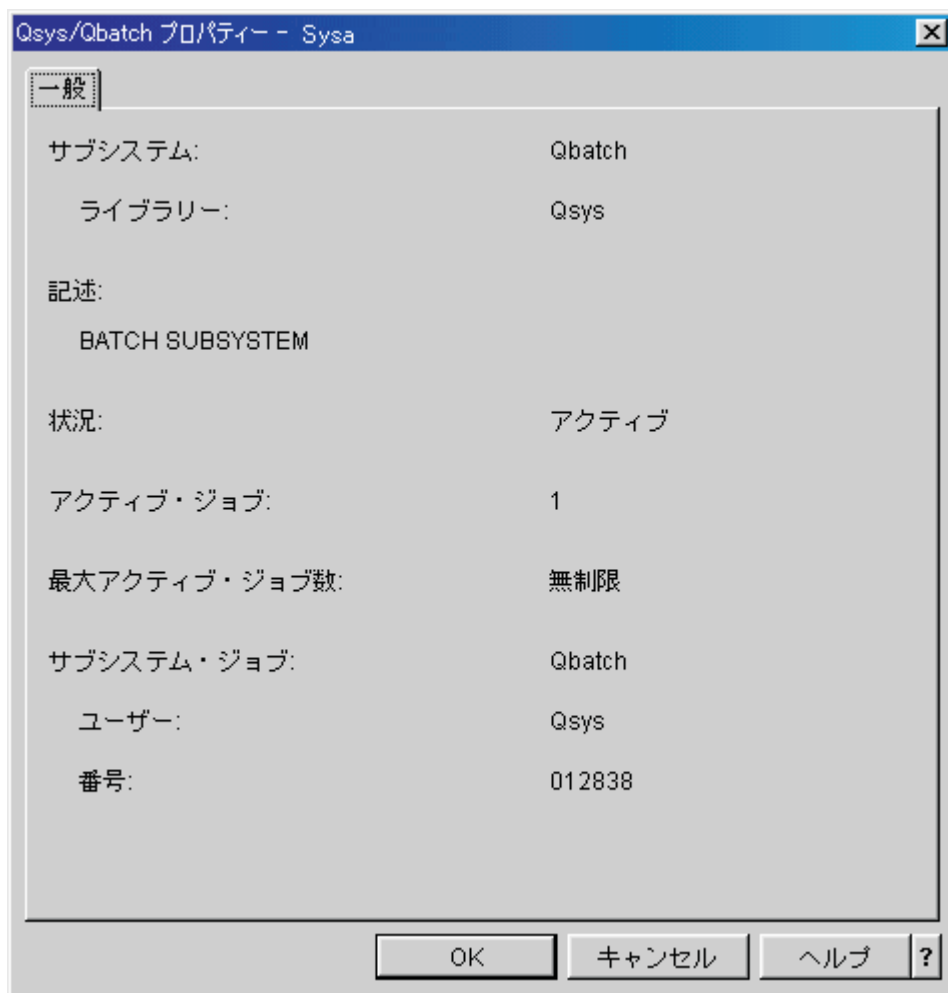 Qsys/Qbatch プロパティー - Sysa
一般
サブシステム: Qbatch
ライブラリー: Qsys
記述:
BATCH SUBSYSTEM
状況: アクティブ
アクティブ・ジョブ: 1
最大アクティブ・ジョブ数: 無制限
サブシステム・ジョブ: Qbatch
ユーザー: Qsys
番号: 012838
OK キャンセル ヘルプ ?